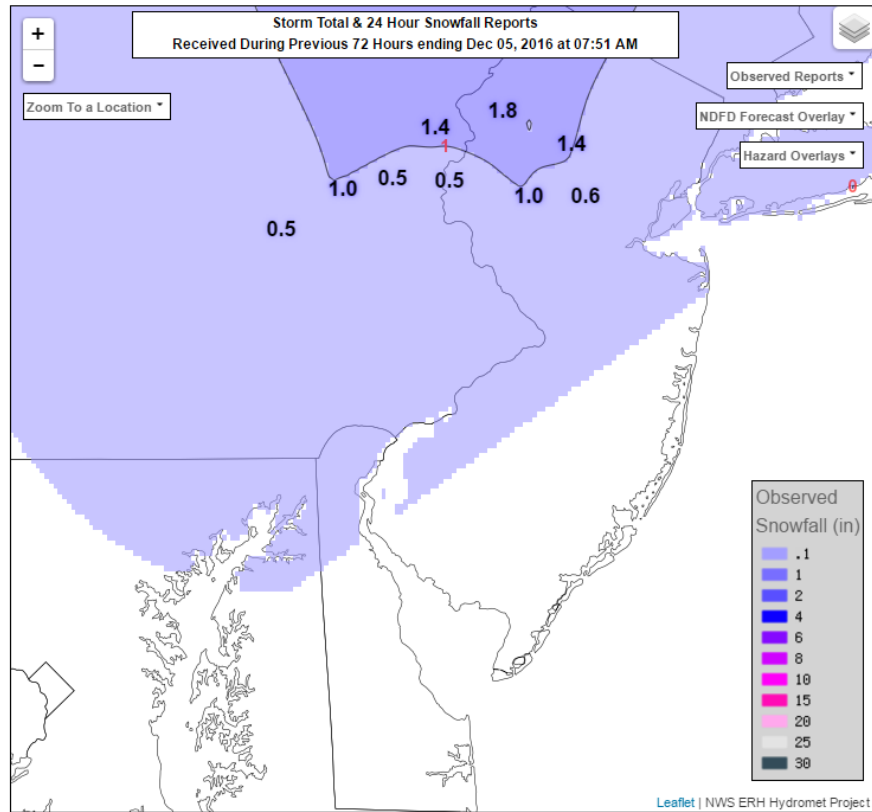 Storm Total & 24 Hour Snowfall Reports
Received During Previous 72 Hours ending Dec 05, 2016 at 07:51 AM
+
−
Zoom To a Location
Observed Reports
NDFD Forecast Overlay
Hazard Overlays
1.8
1.4
1
1.4
0.5
0.5
1.0
1.0
0.6
0
0.5
Observed
Snowfall (in)
.1
1
2
4
6
8
10
15
20
25
30
Leaflet | NWS ERH Hydromet Project